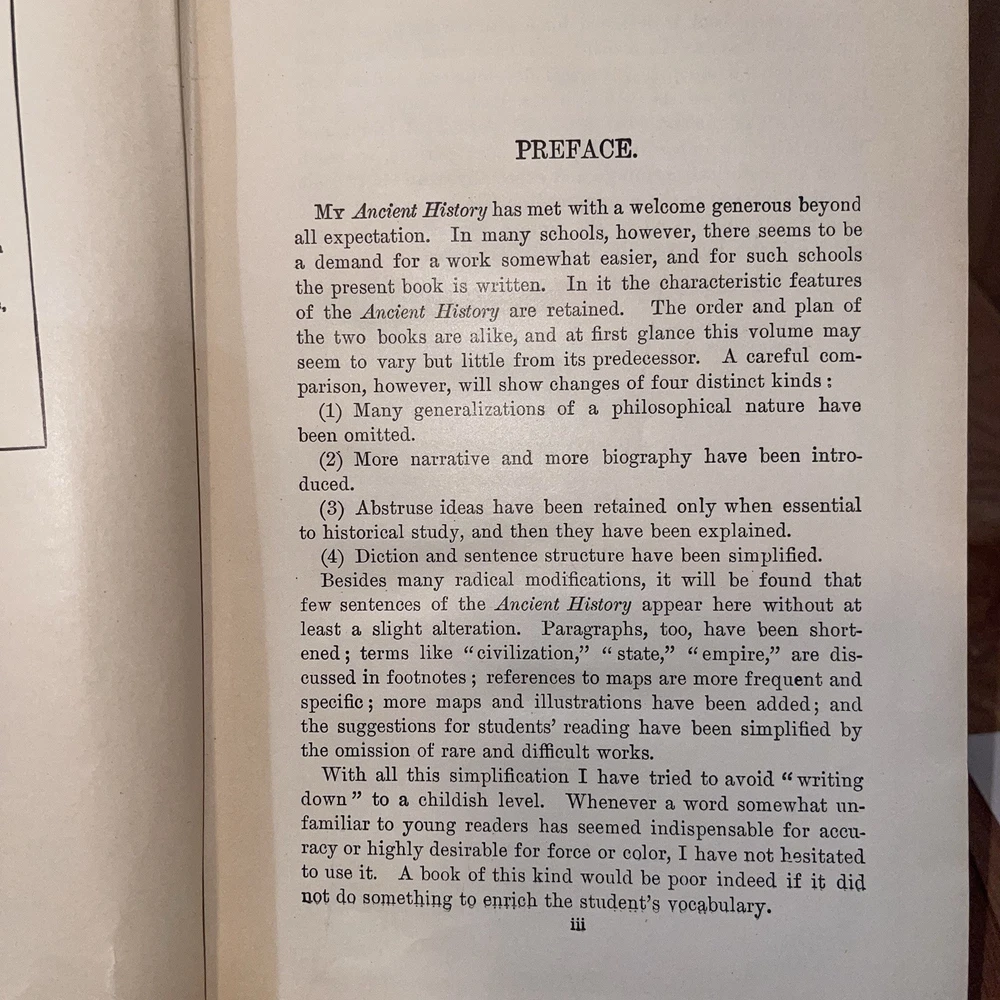 PREFACE.
My Ancient History has met with a welcome generous beyond
all expectation. In many schools, however, there seems to be
a demand for a work somewhat easier, and for such schools
the present book is written. In it the characteristic features
of the Ancient History are retained. The order and plan of
the two books are alike, and at first glance this volume may
seem to vary but little from its predecessor. A careful com-
parison, however, will show changes of four distinct kinds:
(1) Many generalizations of a philosophical nature have
been omitted.
(2) More narrative and more biography have been intro-
duced.
(3) Abstruse ideas have been retained only when essential
to historical study, and then they have been explained.
(4) Diction and sentence structure have been simplified.
Besides many radical modifications, it will be found that
few sentences of the Ancient History appear here without at
least a slight alteration. Paragraphs, too, have been short-
ened; terms like “civilization,” “state,” “empire,” are dis-
cussed in footnotes; references to maps are more frequent and
specific; more maps and illustrations have been added; and
the suggestions for students’ reading have been simplified by
the omission of rare and difficult works.
With all this simplification I have tried to avoid “writing
down” to a childish level. Whenever a word somewhat un-
familiar to young readers has seemed indispensable for accu-
racy or highly desirable for force or color, I have not hesitated
to use it. A book of this kind would be poor indeed if it did
not do something to enrich the student’s vocabulary.
iii